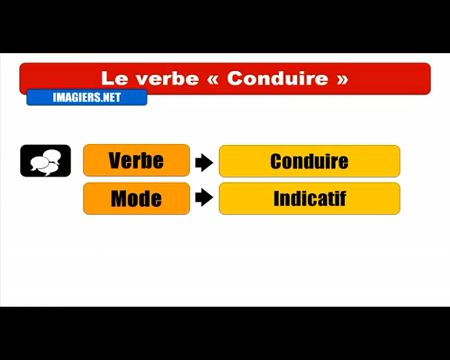 Le verbe « Conduire »
IMAGIERS.NET
Verbe Conduire
Mode Indicatif